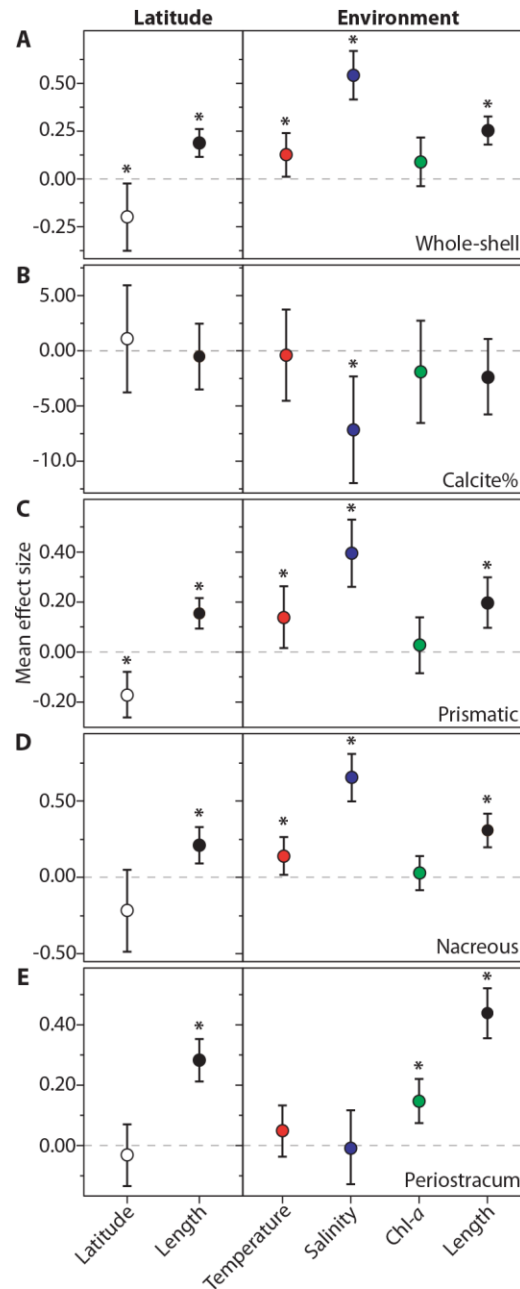 Latitude Environment
A
*
0.50
* *
0.25 *
0.00
-0.25
Whole-shell
B
5.00
0.00
*
-5.00
-10.0
Calcite%
C
*
0.40
* *
0.20 *
0.00
*
-0.20
Prismatic
Mean effect size
D
*
0.50
* * *
0.00
-0.50
Nacreous
E
*
0.40
*
0.20 *
0.00
Periostracum
Latitude Length Temperature Salinity Chl-a Length